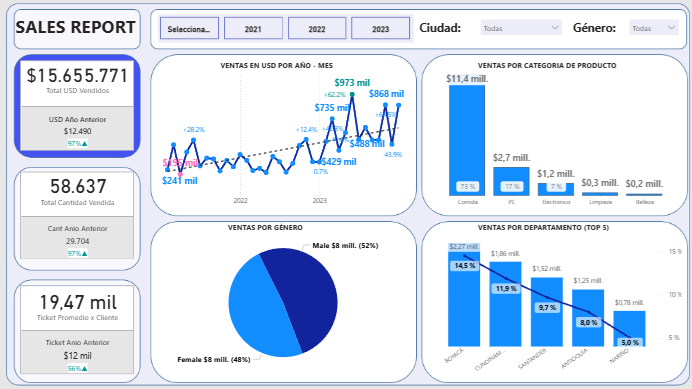 SALES REPORT
Selecciona...
2021
2022
2023
Ciudad:
Todas
Género:
Todas
$15.655.771
Total USD Vendidos
USD Año Anterior
$12.490
97%▲
58.637
Total Cantidad Vendida
Cant Anio Anterior
29.704
97%▲
19,47 mil
Ticket Promedio x Cliente
Ticket Anio Anterior
$12 mil
56%▲
VENTAS EN USD POR AÑO - MES
$973 mil
+62,2%
$868 mil
$735 mil
+28.2%
+12.4%
$488 mil
-43.9%
$429 mil
0.7%
$241 mil
2022
2023
VENTAS POR CATEGORIA DE PRODUCTO
$11,4 mill.
$2,7 mill.
$1,2 mill.
$0,3 mill.
$0,2 mill.
73 %
17 %
7 %
Comida
PC
Electronico
Limpieza
Belleza
VENTAS POR GÉNERO
Male $8 mill. (52%)
Female $8 mill. (48%)
VENTAS POR DEPARTAMENTO (TOP 5)
$2,27 mill.
$1,86 mill.
$1,52 mill.
$1,25 mill.
$0,78 mill.
14,5 %
11,9 %
9,7 %
8,0 %
5,0 %
15 %
10 %
5 %
BOYACÁ
CUNDINAM...
SANTANDER
ANTIOQUIA
NARIÑO